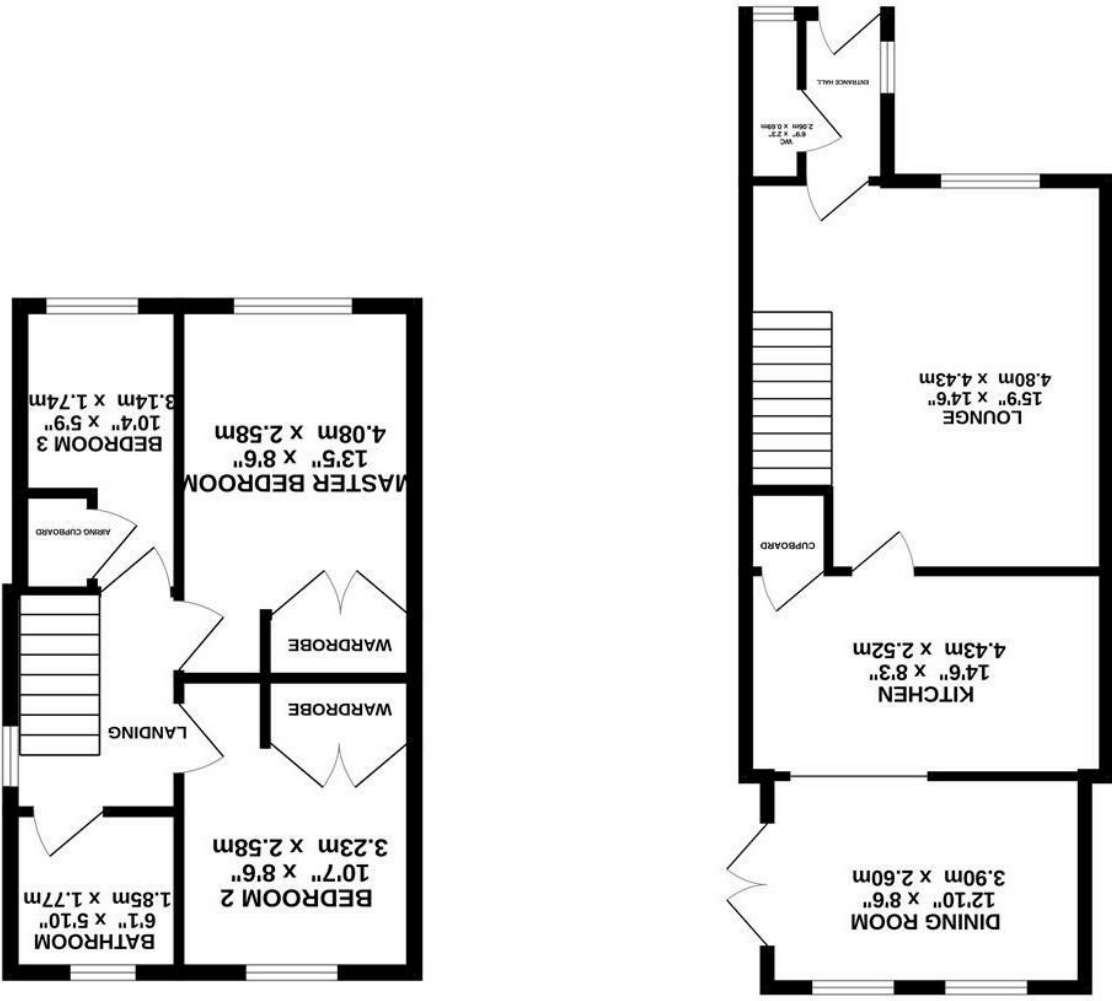 DINING ROOM
12'10" x 8'6"
3.90m x 2.60m
KITCHEN
14'6" x 8'3"
4.43m x 2.52m
CUPBOARD
LOUNGE
15'9" x 14'6"
4.80m x 4.43m
WC
6'9" x 2'3"
2.06m x 0.69m
ENTRANCE HALL
BATHROOM
6'1" x 5'10"
1.85m x 1.77m
BEDROOM 2
10'7" x 8'6"
3.23m x 2.58m
LANDING
WARDROBE
WARDROBE
AIRING CUPBOARD
MASTER BEDROOM
13'5" x 8'6"
4.08m x 2.58m
BEDROOM 3
10'4" x 5'9"
3.14m x 1.74m